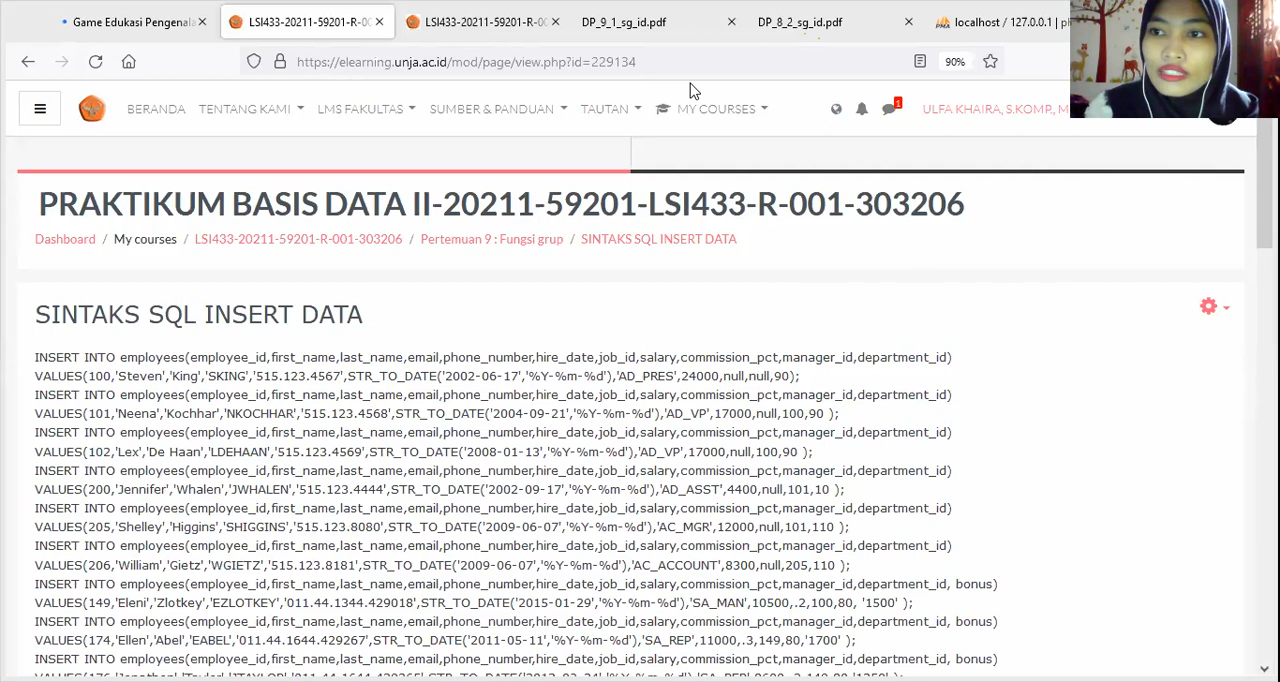 Game Edukasi Pengenala
LSI433-20211-59201-R-00
LSI433-20211-59201-R-00
DP_9_1_sg_id.pdf
DP_8_2_sg_id.pdf
localhost / 127.0.0.1 | ph
https://elearning.unja.ac.id/mod/page/view.php?id=229134
90%
BERANDA TENTANG KAMI LMS FAKULTAS SUMBER & PANDUAN TAUTAN MY COURSES 1 ULFA KHAIRA, S.KOMP., M
PRAKTIKUM BASIS DATA II-20211-59201-LSI433-R-001-303206
Dashboard / My courses / LSI433-20211-59201-R-001-303206 / Pertemuan 9 : Fungsi grup / SINTAKS SQL INSERT DATA
SINTAKS SQL INSERT DATA
INSERT INTO employees(employee_id,first_name,last_name,email,phone_number,hire_date,job_id,salary,commission_pct,manager_id,department_id)
VALUES(100,'Steven','King','SKING','515.123.4567',STR_TO_DATE('2002-06-17','%Y-%m-%d'),'AD_PRES',24000,null,null,90);
INSERT INTO employees(employee_id,first_name,last_name,email,phone_number,hire_date,job_id,salary,commission_pct,manager_id,department_id)
VALUES(101,'Neena','Kochhar','NKOCHHAR','515.123.4568',STR_TO_DATE('2004-09-21','%Y-%m-%d'),'AD_VP',17000,null,100,90 );
INSERT INTO employees(employee_id,first_name,last_name,email,phone_number,hire_date,job_id,salary,commission_pct,manager_id,department_id)
VALUES(102,'Lex','De Haan','LDEHAAN','515.123.4569',STR_TO_DATE('2008-01-13','%Y-%m-%d'),'AD_VP',17000,null,100,90 );
INSERT INTO employees(employee_id,first_name,last_name,email,phone_number,hire_date,job_id,salary,commission_pct,manager_id,department_id)
VALUES(200,'Jennifer','Whalen','JWHALEN','515.123.4444',STR_TO_DATE('2002-09-17','%Y-%m-%d'),'AD_ASST',4400,null,101,10 );
INSERT INTO employees(employee_id,first_name,last_name,email,phone_number,hire_date,job_id,salary,commission_pct,manager_id,department_id)
VALUES(205,'Shelley','Higgins','SHIGGINS','515.123.8080',STR_TO_DATE('2009-06-07','%Y-%m-%d'),'AC_MGR',12000,null,101,110 );
INSERT INTO employees(employee_id,first_name,last_name,email,phone_number,hire_date,job_id,salary,commission_pct,manager_id,department_id)
VALUES(206,'William','Gietz','WGIETZ','515.123.8181',STR_TO_DATE('2009-06-07','%Y-%m-%d'),'AC_ACCOUNT',8300,null,205,110 );
INSERT INTO employees(employee_id,first_name,last_name,email,phone_number,hire_date,job_id,salary,commission_pct,manager_id,department_id, bonus)
VALUES(149,'Eleni','Zlotkey','EZLOTKEY','011.44.1344.429018',STR_TO_DATE('2015-01-29','%Y-%m-%d'),'SA_MAN',10500,.2,100,80, '1500' );
INSERT INTO employees(employee_id,first_name,last_name,email,phone_number,hire_date,job_id,salary,commission_pct,manager_id,department_id, bonus)
VALUES(174,'Ellen','Abel','EABEL','011.44.1644.429267',STR_TO_DATE('2011-05-11','%Y-%m-%d'),'SA_REP',11000,.3,149,80,'1700' );
INSERT INTO employees(employee_id,first_name,last_name,email,phone_number,hire_date,job_id,salary,commission_pct,manager_id,department_id, bonus)